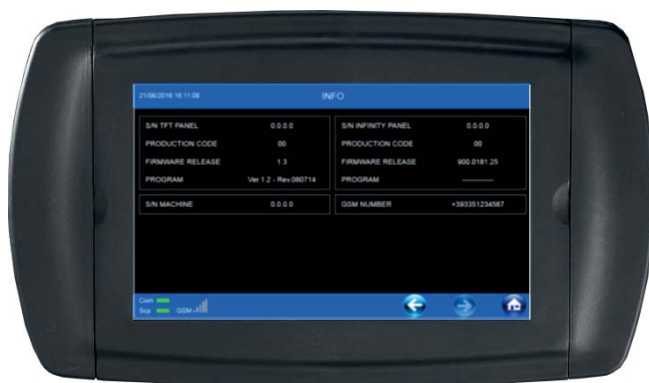 21/06/2016 16:11:08 INFO
S/N TFT PANEL 0.0.0.0
PRODUCTION CODE 00
FIRMWARE RELEASE 1.3
PROGRAM Ver 1.2 - Rev.080714
S/N MACHINE 0.0.0.0
S/N INFINITY PANEL 0.0.0.0
PRODUCTION CODE 00
FIRMWARE RELEASE 900.0181.25
PROGRAM ———
GSM NUMBER +393351234567
Com
Scp GSM